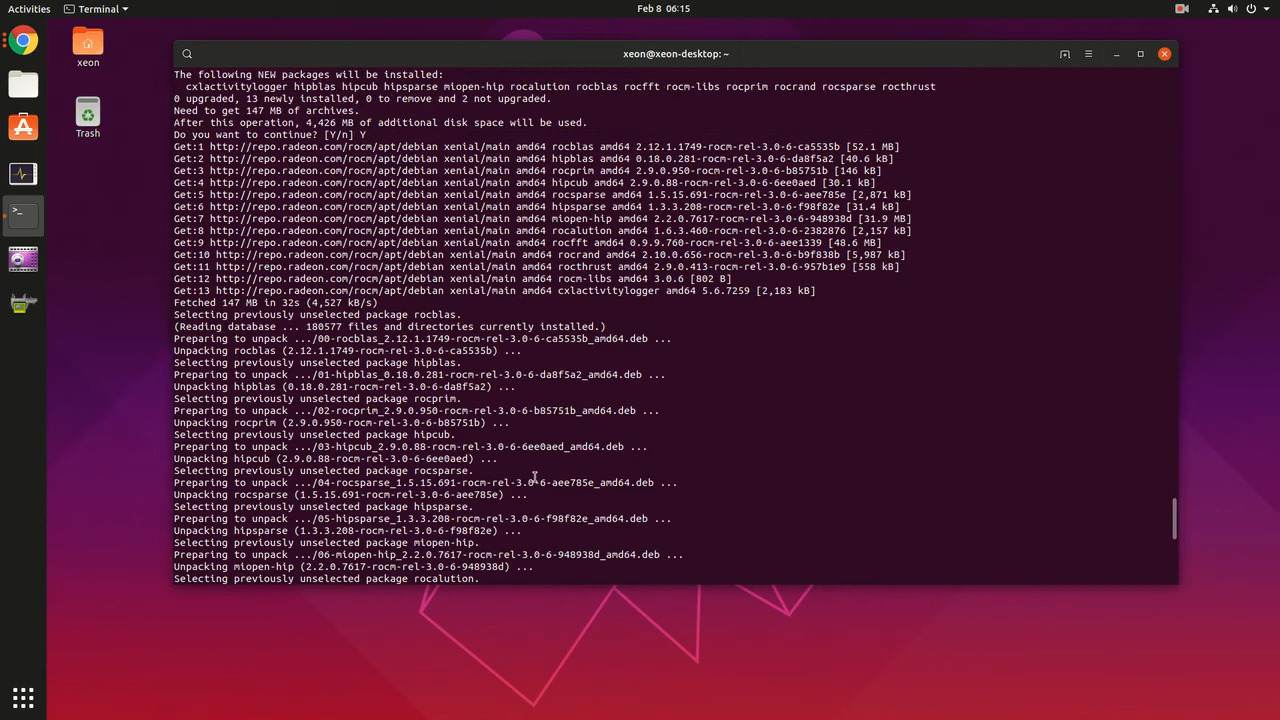 Activities
Terminal
Feb 8 06:15
xeon
Trash
xeon@xeon-desktop: ~
The following NEW packages will be installed:
  cxlactivitylogger hipblas hipcub hipsparse miopen-hip rocalution rocblas rocfft rocm-libs rocprim rocrand rocsparse rocthrust
0 upgraded, 13 newly installed, 0 to remove and 2 not upgraded.
Need to get 147 MB of archives.
After this operation, 4,426 MB of additional disk space will be used.
Do you want to continue? [Y/n] Y
Get:1 http://repo.radeon.com/rocm/apt/debian xenial/main amd64 rocblas amd64 2.12.1.1749-rocm-rel-3.0-6-ca5535b [52.1 MB]
Get:2 http://repo.radeon.com/rocm/apt/debian xenial/main amd64 hipblas amd64 0.18.0.281-rocm-rel-3.0-6-da8f5a2 [40.6 kB]
Get:3 http://repo.radeon.com/rocm/apt/debian xenial/main amd64 rocprim amd64 2.9.0.950-rocm-rel-3.0-6-b85751b [146 kB]
Get:4 http://repo.radeon.com/rocm/apt/debian xenial/main amd64 hipcub amd64 2.9.0.88-rocm-rel-3.0-6-6ee0aed [30.1 kB]
Get:5 http://repo.radeon.com/rocm/apt/debian xenial/main amd64 rocsparse amd64 1.5.15.691-rocm-rel-3.0-6-aee785e [2,871 kB]
Get:6 http://repo.radeon.com/rocm/apt/debian xenial/main amd64 hipsparse amd64 1.3.3.208-rocm-rel-3.0-6-f98f82e [31.4 kB]
Get:7 http://repo.radeon.com/rocm/apt/debian xenial/main amd64 miopen-hip amd64 2.2.0.7617-rocm-rel-3.0-6-948938d [31.9 MB]
Get:8 http://repo.radeon.com/rocm/apt/debian xenial/main amd64 rocalution amd64 1.6.3.460-rocm-rel-3.0-6-2382876 [2,157 kB]
Get:9 http://repo.radeon.com/rocm/apt/debian xenial/main amd64 rocfft amd64 0.9.9.760-rocm-rel-3.0-6-aee1339 [48.6 MB]
Get:10 http://repo.radeon.com/rocm/apt/debian xenial/main amd64 rocrand amd64 2.10.0.656-rocm-rel-3.0-6-b9f838b [5,987 kB]
Get:11 http://repo.radeon.com/rocm/apt/debian xenial/main amd64 rocthrust amd64 2.9.0.413-rocm-rel-3.0-6-957b1e9 [558 kB]
Get:12 http://repo.radeon.com/rocm/apt/debian xenial/main amd64 rocm-libs amd64 3.0.6 [802 B]
Get:13 http://repo.radeon.com/rocm/apt/debian xenial/main amd64 cxlactivitylogger amd64 5.6.7259 [2,183 kB]
Fetched 147 MB in 32s (4,527 kB/s)
Selecting previously unselected package rocblas.
(Reading database ... 180577 files and directories currently installed.)
Preparing to unpack .../00-rocblas_2.12.1.1749-rocm-rel-3.0-6-ca5535b_amd64.deb ...
Unpacking rocblas (2.12.1.1749-rocm-rel-3.0-6-ca5535b) ...
Selecting previously unselected package hipblas.
Preparing to unpack .../01-hipblas_0.18.0.281-rocm-rel-3.0-6-da8f5a2_amd64.deb ...
Unpacking hipblas (0.18.0.281-rocm-rel-3.0-6-da8f5a2) ...
Selecting previously unselected package rocprim.
Preparing to unpack .../02-rocprim_2.9.0.950-rocm-rel-3.0-6-b85751b_amd64.deb ...
Unpacking rocprim (2.9.0.950-rocm-rel-3.0-6-b85751b) ...
Selecting previously unselected package hipcub.
Preparing to unpack .../03-hipcub_2.9.0.88-rocm-rel-3.0-6-6ee0aed_amd64.deb ...
Unpacking hipcub (2.9.0.88-rocm-rel-3.0-6-6ee0aed) ...
Selecting previously unselected package rocsparse.
Preparing to unpack .../04-rocsparse_1.5.15.691-rocm-rel-3.0-6-aee785e_amd64.deb ...
Unpacking rocsparse (1.5.15.691-rocm-rel-3.0-6-aee785e) ...
Selecting previously unselected package hipsparse.
Preparing to unpack .../05-hipsparse_1.3.3.208-rocm-rel-3.0-6-f98f82e_amd64.deb ...
Unpacking hipsparse (1.3.3.208-rocm-rel-3.0-6-f98f82e) ...
Selecting previously unselected package miopen-hip.
Preparing to unpack .../06-miopen-hip_2.2.0.7617-rocm-rel-3.0-6-948938d_amd64.deb ...
Unpacking miopen-hip (2.2.0.7617-rocm-rel-3.0-6-948938d) ...
Selecting previously unselected package rocalution.